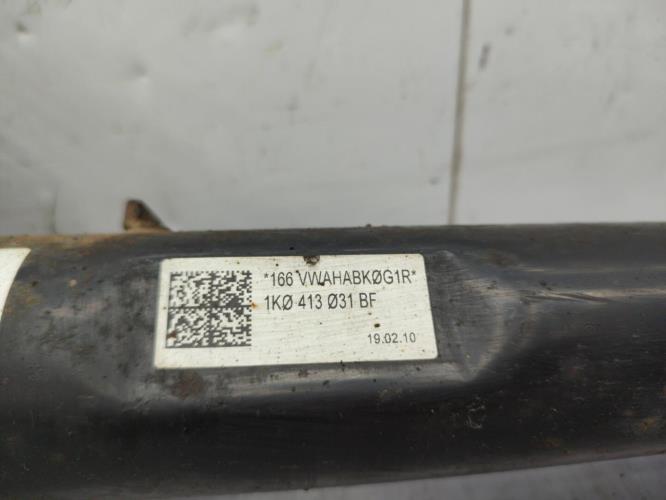 *166 VWAHABKØG1R*
1KØ 413 Ø31 BF
19.02.10